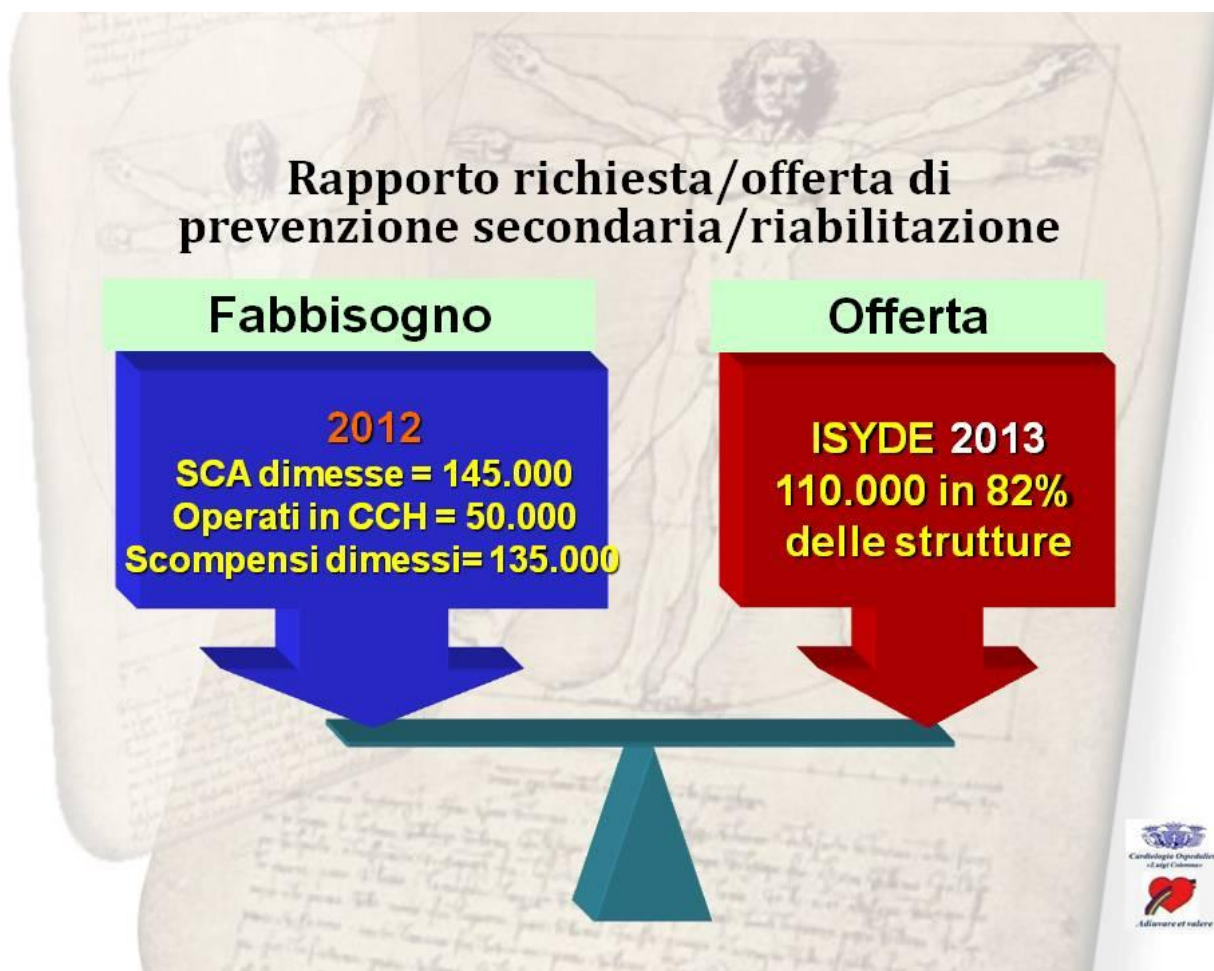 Rapporto richiesta/offerta di
prevenzione secondaria/riabilitazione
Fabbisogno
2012
SCA dimesse = 145.000
Operati in CCH = 50.000
Scompensi dimessi= 135.000
Offerta
ISYDE 2013
110.000 in 82%
delle strutture
Adiuvare et valere